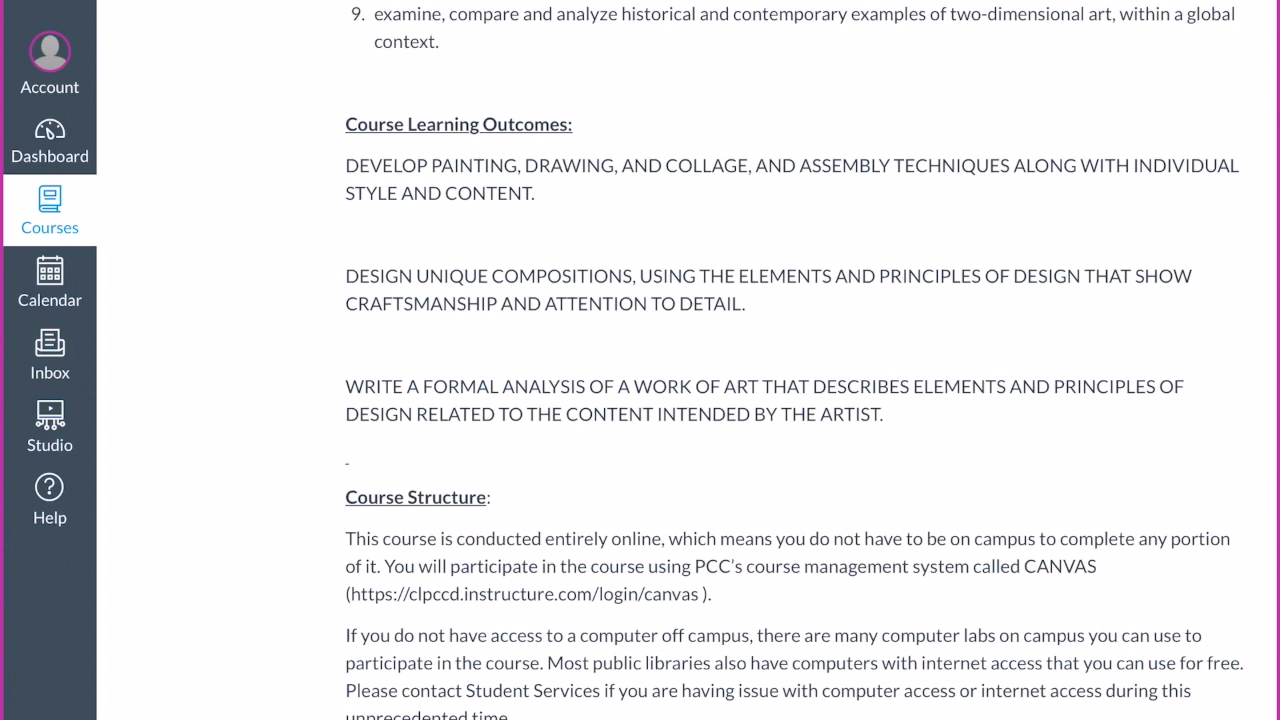 Account
Dashboard
Courses
Calendar
Inbox
Studio
Help
9. examine, compare and analyze historical and contemporary examples of two-dimensional art, within a global
context.
Course Learning Outcomes:
DEVELOP PAINTING, DRAWING, AND COLLAGE, AND ASSEMBLY TECHNIQUES ALONG WITH INDIVIDUAL
STYLE AND CONTENT.
DESIGN UNIQUE COMPOSITIONS, USING THE ELEMENTS AND PRINCIPLES OF DESIGN THAT SHOW
CRAFTSMANSHIP AND ATTENTION TO DETAIL.
WRITE A FORMAL ANALYSIS OF A WORK OF ART THAT DESCRIBES ELEMENTS AND PRINCIPLES OF
DESIGN RELATED TO THE CONTENT INTENDED BY THE ARTIST.
-
Course Structure:
This course is conducted entirely online, which means you do not have to be on campus to complete any portion
of it. You will participate in the course using PCC’s course management system called CANVAS
(https://clpccd.instructure.com/login/canvas ).
If you do not have access to a computer off campus, there are many computer labs on campus you can use to
participate in the course. Most public libraries also have computers with internet access that you can use for free.
Please contact Student Services if you are having issue with computer access or internet access during this
unprecedented time.